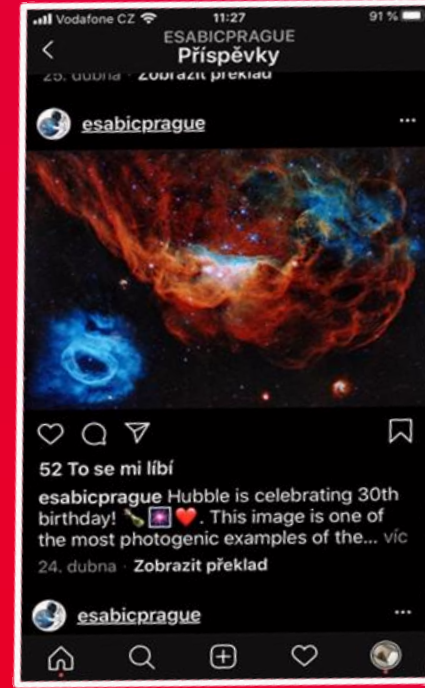 Vodafone CZ 11:27 91 %
ESABICPRAGUE
Příspěvky
25. dubna · Zobrazit překlad
esabicprague
52 To se mi líbí
esabicprague Hubble is celebrating 30th
birthday! 🍾🎆❤️. This image is one of
the most photogenic examples of the... víc
24. dubna · Zobrazit překlad
esabicprague